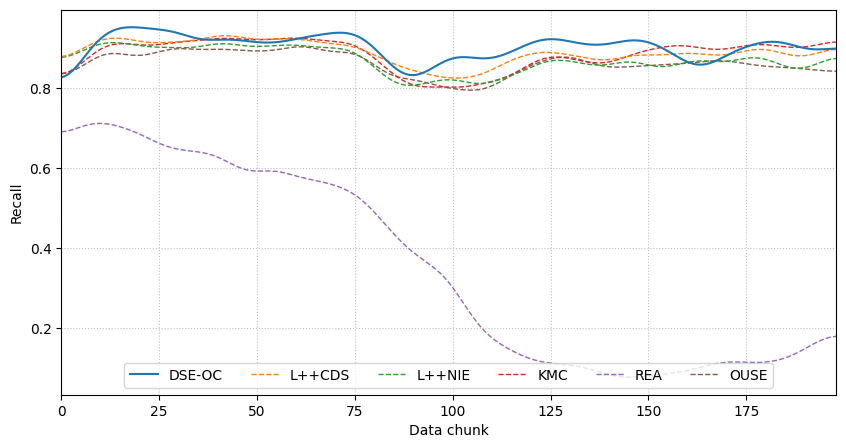 Recall
0.8
0.6
0.4
0.2
DSE-OC L++CDS L++NIE KMC REA OUSE
0 25 50 75 100 125 150 175
Data chunk